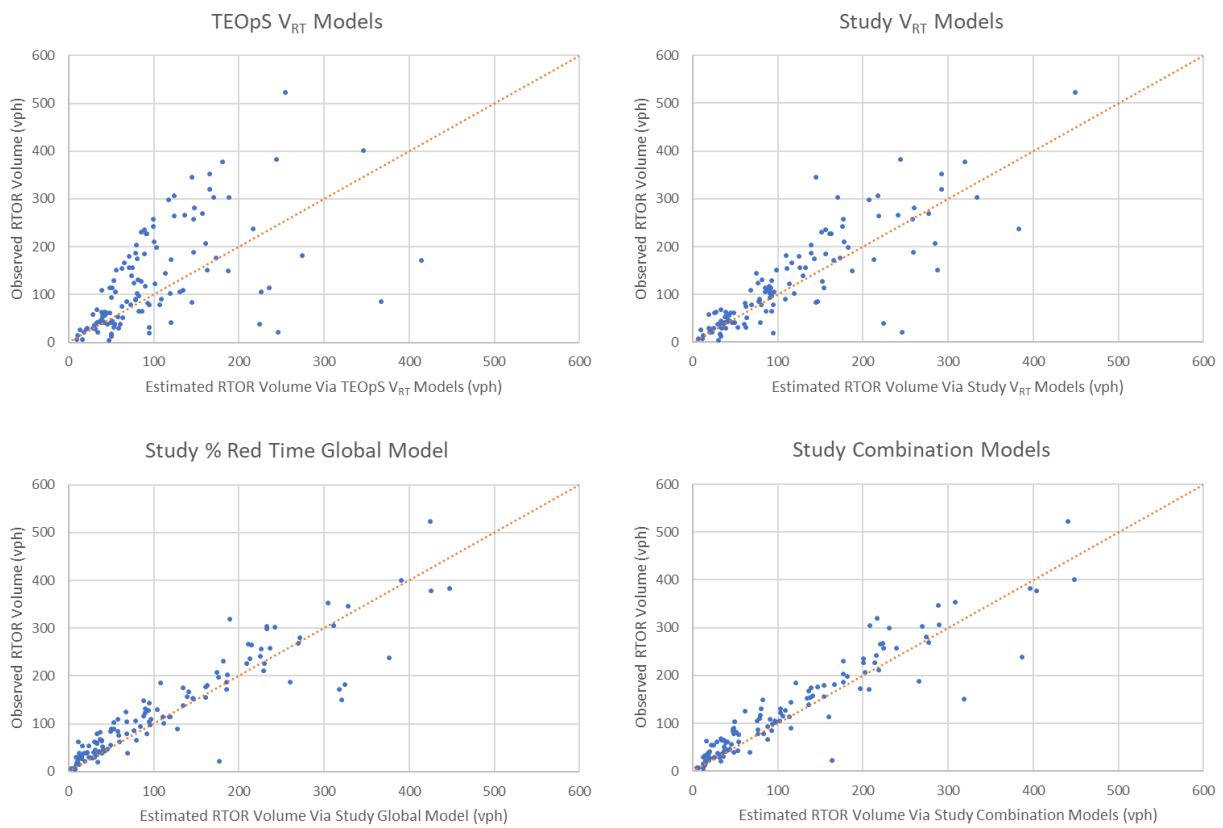 TEOpS VRT Models
Observed RTOR Volume (vph)
600
500
400
300
200
100
0
0 100 200 300 400 500 600
Estimated RTOR Volume Via TEOpS VRT Models (vph)
Study VRT Models
Observed RTOR Volume (vph)
600
500
400
300
200
100
0
0 100 200 300 400 500 600
Estimated RTOR Volume Via Study VRT Models (vph)
Study % Red Time Global Model
Observed RTOR Volume (vph)
600
500
400
300
200
100
0
0 100 200 300 400 500 600
Estimated RTOR Volume Via Study Global Model (vph)
Study Combination Models
Observed RTOR Volume (vph)
600
500
400
300
200
100
0
0 100 200 300 400 500 600
Estimated RTOR Volume Via Study Combination Models (vph)